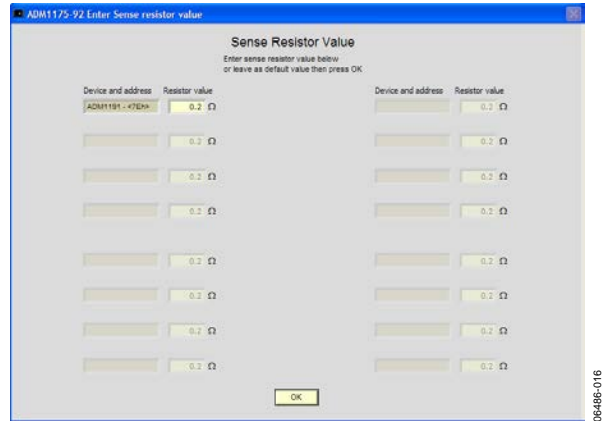 ADM1175-92 Enter Sense resistor value
Sense Resistor Value
Enter sense resistor value below
or leave as default value then press OK
Device and address Resistor value Device and address Resistor value
ADM1191 - <7Eh> 0.2 Ω 0.2 Ω
0.2 Ω 0.2 Ω
0.2 Ω 0.2 Ω
0.2 Ω 0.2 Ω
0.2 Ω 0.2 Ω
0.2 Ω 0.2 Ω
0.2 Ω 0.2 Ω
0.2 Ω 0.2 Ω
OK
06486-016